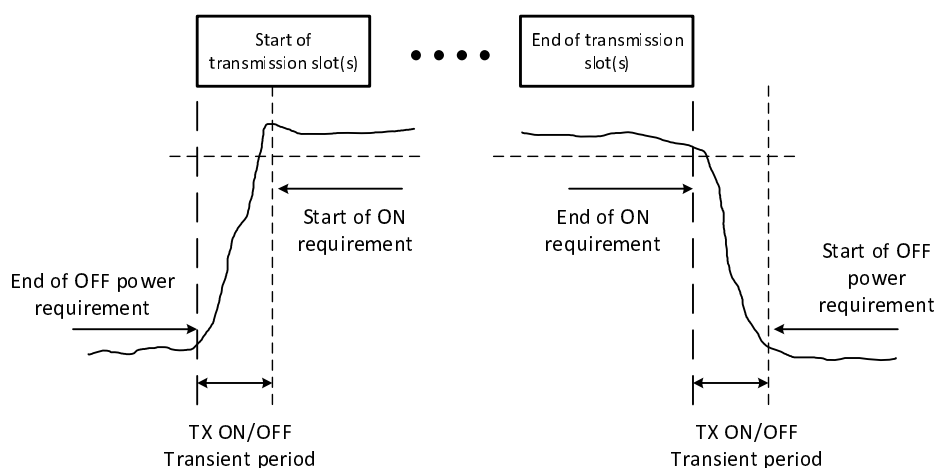 Start of
transmission slot(s)
End of transmission
slot(s)
Start of ON
requirement
End of ON
requirement
End of OFF power
requirement
Start of OFF
power
requirement
TX ON/OFF
Transient period
TX ON/OFF
Transient period